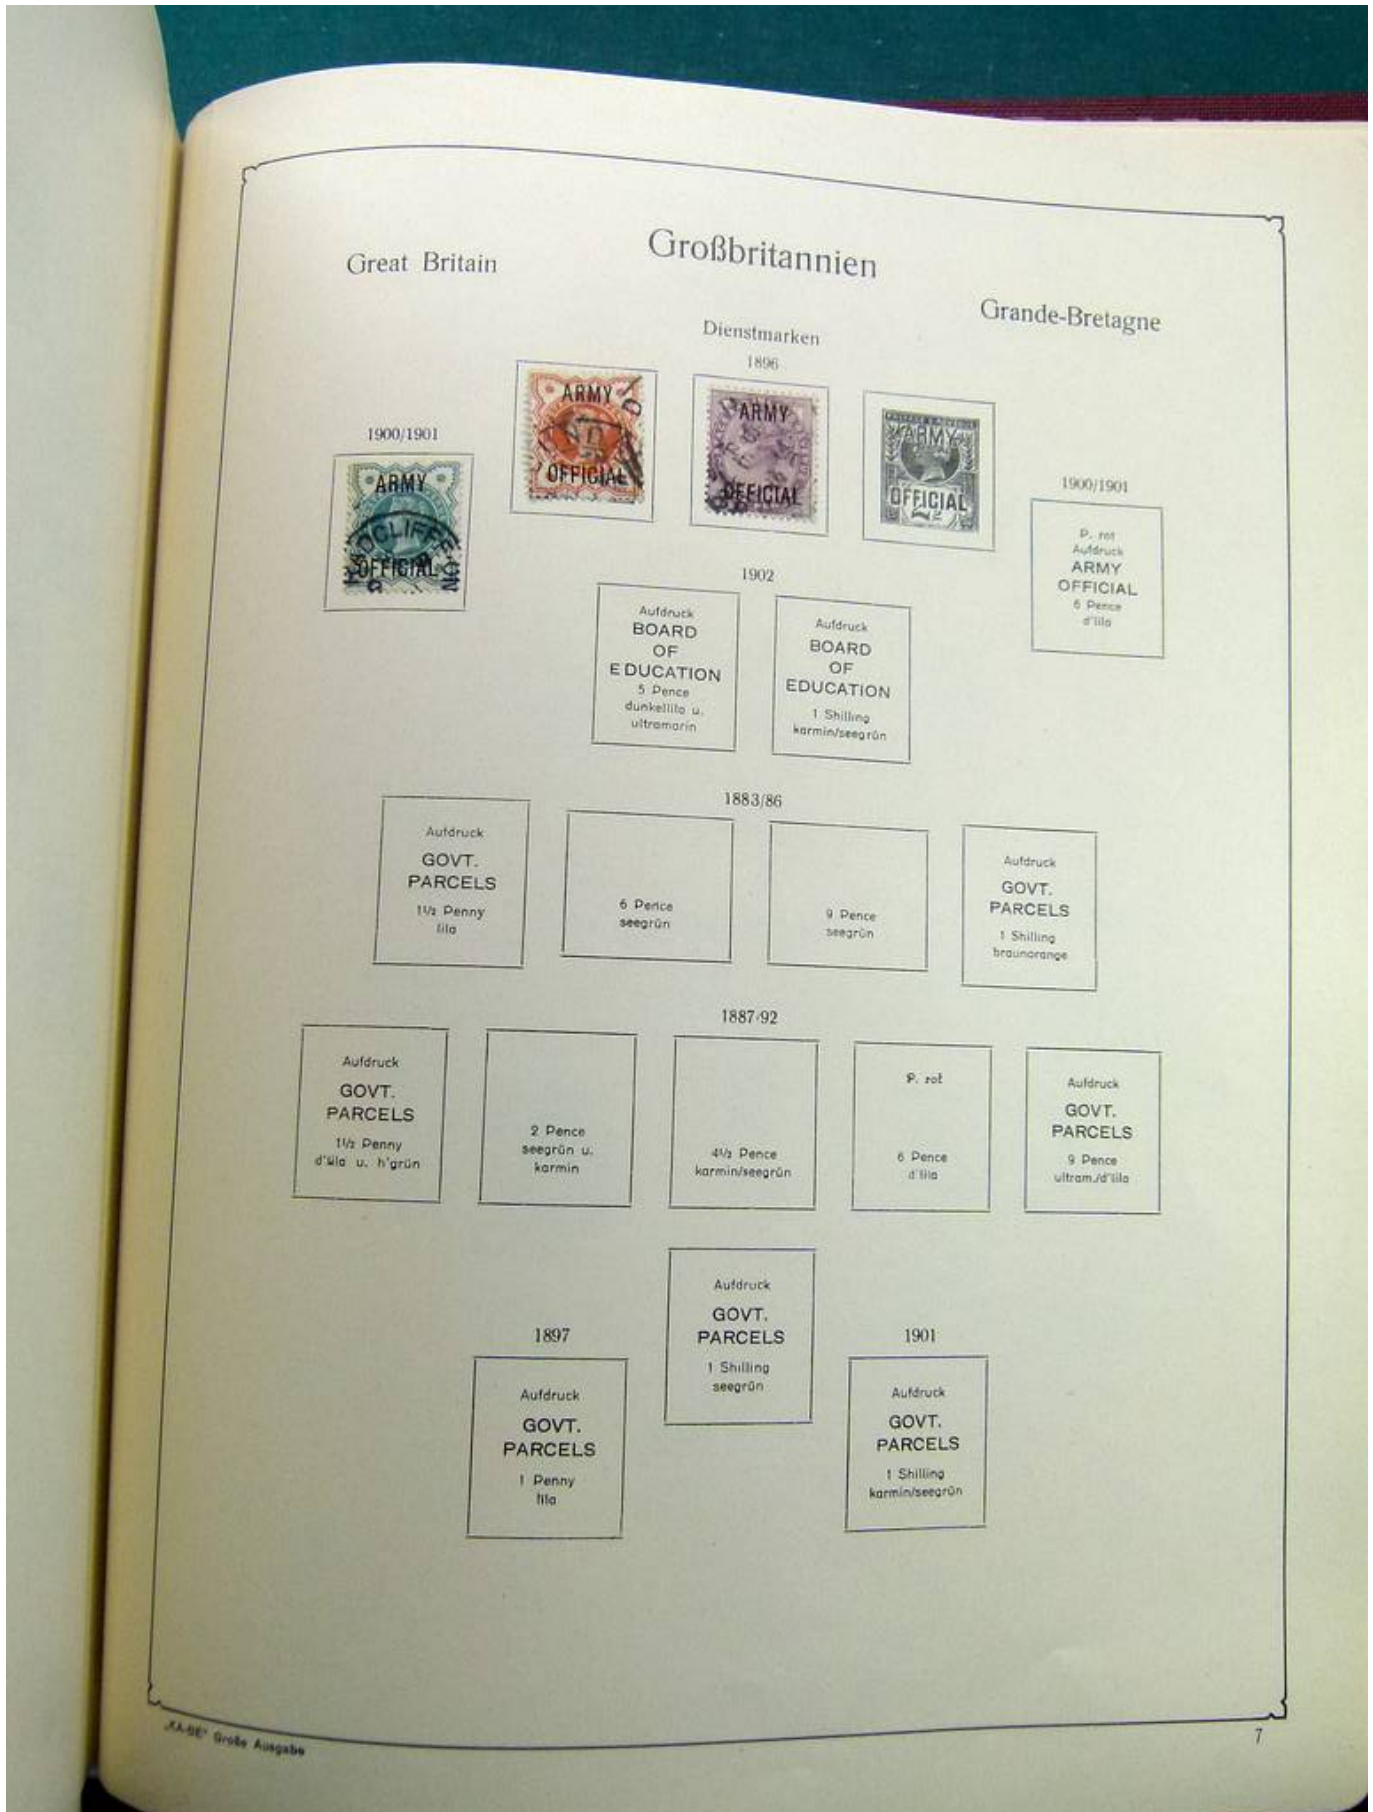 Großbritannien
Great Britain
Grande-Bretagne
Dienstmarken
1896
1900/1901
ARMY
OFFICIAL
ARMY
OFFICIAL
ARMY
OFFICIAL
ARMY
OFFICIAL
1900/1901
P. rot
Aufdruck
ARMY
OFFICIAL
6 Pence
d'lila
1902
Aufdruck
BOARD
OF
EDUCATION
5 Pence
dunkellila u.
ultramarin
Aufdruck
BOARD
OF
EDUCATION
1 Shilling
karmin/seegrün
1883/86
Aufdruck
GOVT.
PARCELS
1½ Penny
lila
6 Pence
seegrün
9 Pence
seegrün
Aufdruck
GOVT.
PARCELS
1 Shilling
braunorange
1887/92
Aufdruck
GOVT.
PARCELS
1½ Penny
d'lila u. h'grün
2 Pence
seegrün u.
karmin
4½ Pence
karmin/seegrün
P. rot
6 Pence
d'lila
Aufdruck
GOVT.
PARCELS
9 Pence
ultram./d'lila
Aufdruck
GOVT.
PARCELS
1 Shilling
seegrün
1897
Aufdruck
GOVT.
PARCELS
1 Penny
lila
1901
Aufdruck
GOVT.
PARCELS
1 Shilling
karmin/seegrün
„KA-BE" Große Ausgabe
7